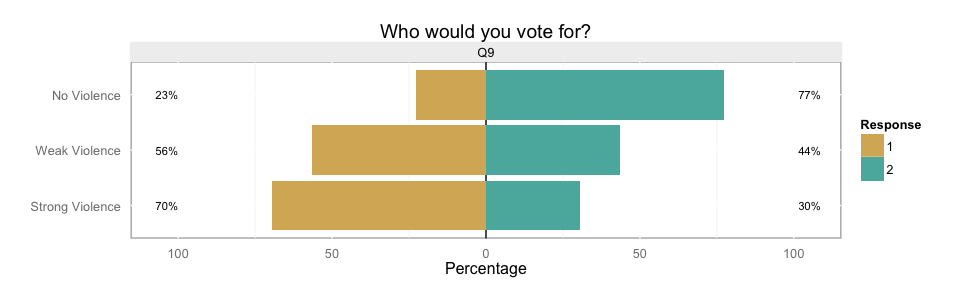 Who would you vote for?
Q9
No Violence 23% 77%
Weak Violence 56% 44%
Strong Violence 70% 30%
100 50 0 50 100
Percentage
Response
1
2